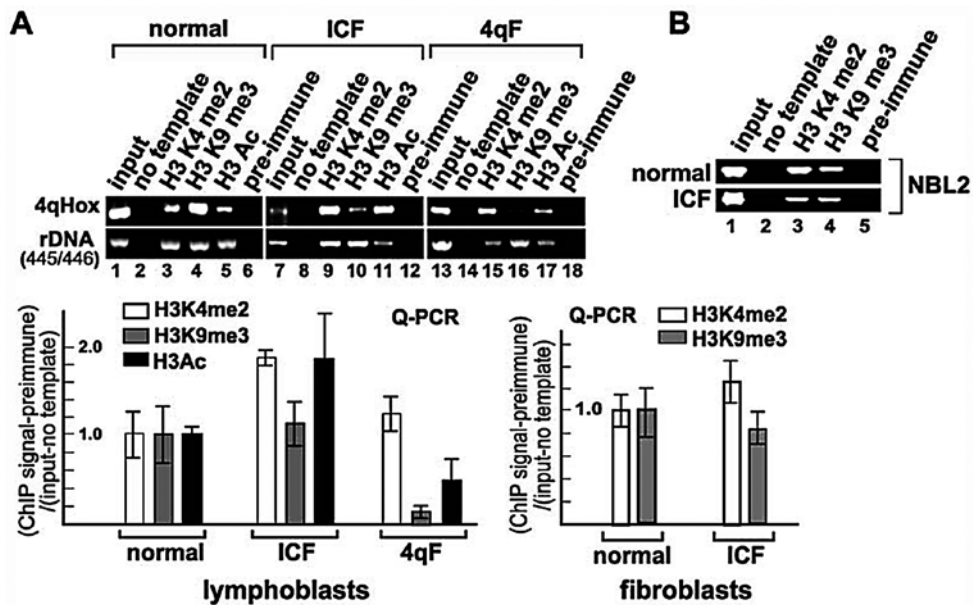 A
normal
ICF
4qF
input
no template
H3 K4 me2
H3 K9 me3
H3 Ac
pre-immune
input
no template
H3 K4 me2
H3 K9 me3
H3 Ac
pre-immune
input
no template
H3 K4 me2
H3 K9 me3
H3 Ac
pre-immune
4qHox
rDNA
(445/446)
1 2 3 4 5 6 7 8 9 10 11 12 13 14 15 16 17 18
B
input
no template
H3 K4 me2
H3 K9 me3
pre-immune
normal
ICF
NBL2
1 2 3 4 5
(ChIP signal-preimmune)
/(input-no template)
2.0
1.0
H3K4me2
H3K9me3
H3Ac
Q-PCR
normal
ICF
4qF
lymphoblasts
(ChIP signal-preimmune)
/(input-no template)
Q-PCR
H3K4me2
H3K9me3
1.0
normal
ICF
fibroblasts